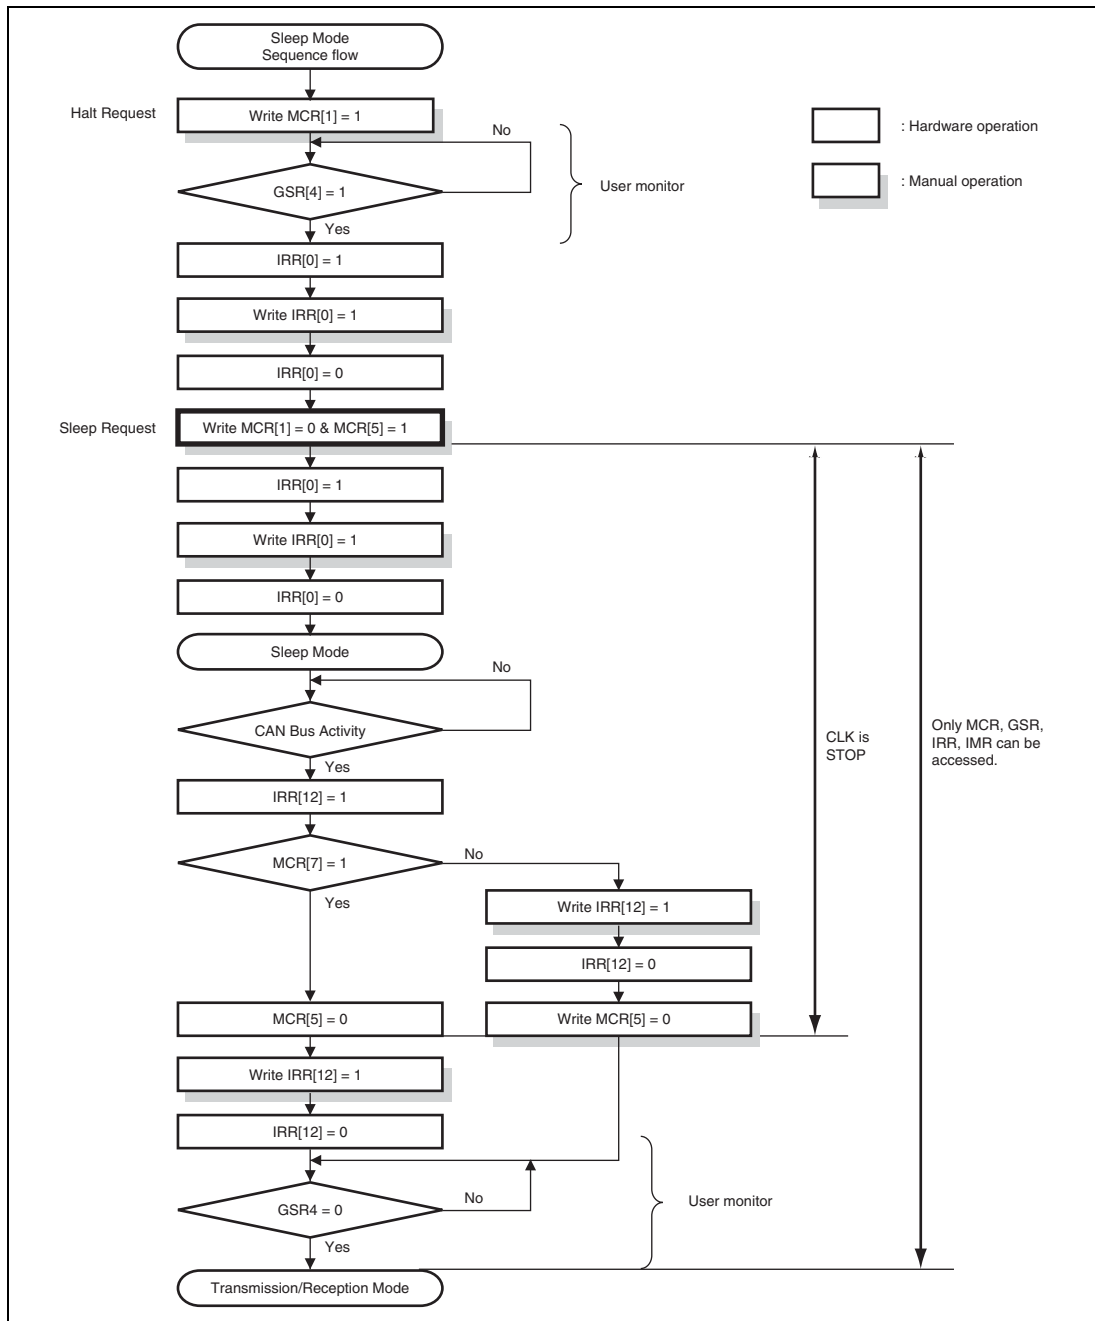 Sleep Mode
Sequence flow
Halt Request
Write MCR[1] = 1
No
: Hardware operation
GSR[4] = 1
User monitor
: Manual operation
Yes
IRR[0] = 1
Write IRR[0] = 1
IRR[0] = 0
Sleep Request
Write MCR[1] = 0 & MCR[5] = 1
IRR[0] = 1
Write IRR[0] = 1
IRR[0] = 0
Sleep Mode
No
CAN Bus Activity
CLK is
STOP
Only MCR, GSR,
IRR, IMR can be
accessed.
Yes
IRR[12] = 1
MCR[7] = 1
No
Yes
Write IRR[12] = 1
IRR[12] = 0
MCR[5] = 0
Write MCR[5] = 0
Write IRR[12] = 1
IRR[12] = 0
GSR4 = 0
No
User monitor
Yes
Transmission/Reception Mode